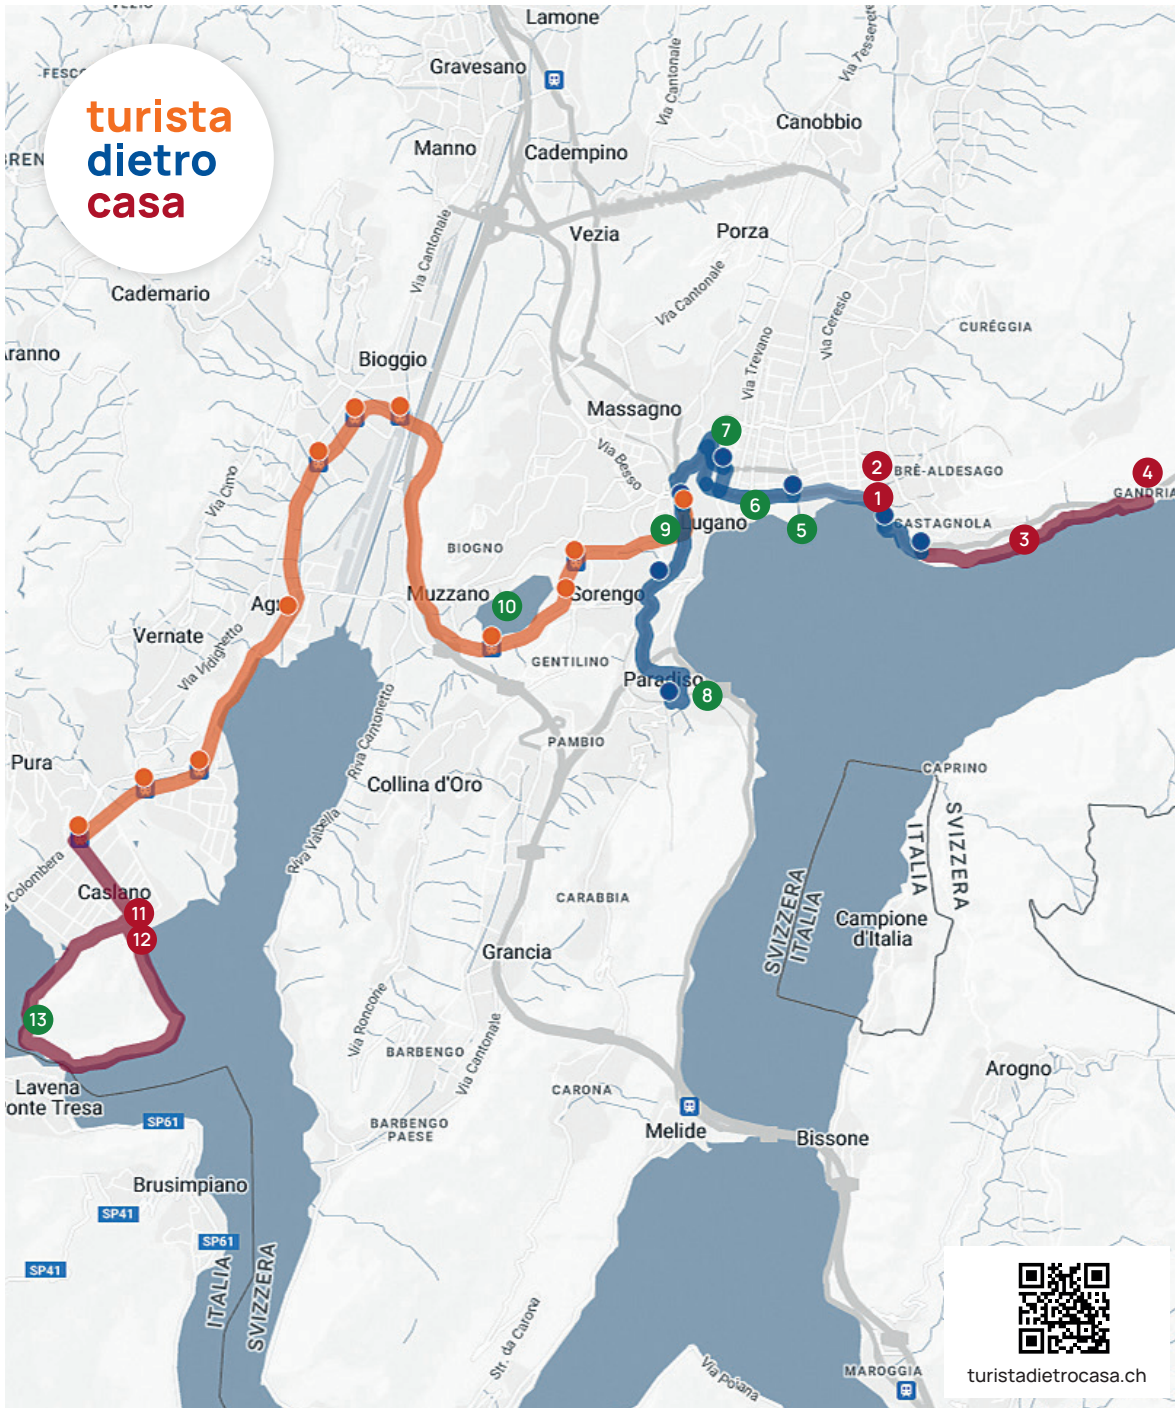 VEZIO
Lamone
Via Tesserete
Gravesano
Via Cantonale
turista
dietro
casa
Canobbio
Manno
Cadempino
Vezia
Porza
Via Cantonale
Cademario
Via Cantonale
Via Ceresio
CURÉGGIA
Aranno
Bioggio
Via Trevano
Massagno
7
Via Besso
2
BRÈ-ALDESAGO
4
GANDRIA
1
Via Cimo
6
Lugano
9
5
CASTAGNOLA
3
BIOGNO
Muzzano
10
Sorengo
Vernate
Via Vidighetto
GENTILINO
Paradiso
8
Riva Cantonetto
PAMBIO
Pura
CAPRINO
Collina d'Oro
SVIZZERA
ITALIA
Riva Valbella
Caslano
CARABBIA
SVIZZERA
ITALIA
11
12
Campione
d'Italia
Grancia
Via Roncone
13
Via Cantonale
BARBENGO
Arogno
Lavena
Ponte Tresa
CARONA
SP61
BARBENGO
PAESE
Melide
Bissone
Brusimpiano
SP41
SP61
SP41
ITALIA
SVIZZERA
Str. da Carona
Via Poiana
MAROGGIA
turistadietrocasa.ch